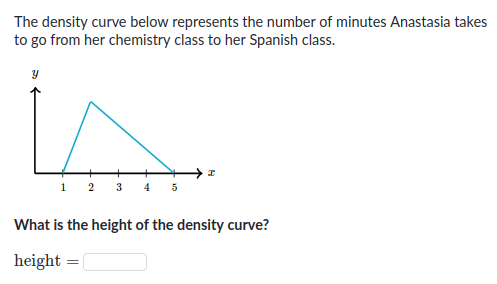 The density curve below represents the number of minutes Anastasia takes
to go from her chemistry class to her Spanish class.
y
x
1 2 3 4 5
What is the height of the density curve?
height =